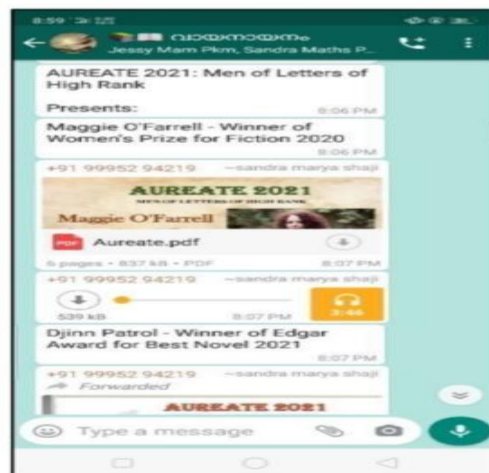 8:59
വായനായനം
Jessy Mam Pkm, Sandra Maths P...
AUREATE 2021: Men of Letters of
High Rank
Presents:
8:06 PM
Maggie O'Farrell - Winner of
Women's Prize for Fiction 2020
8:06 PM
+91 99952 94219 ~sandra marya shaji
AUREATE 2021
MEN OF LETTERS OF HIGH RANK
Maggie O'Farrell
PDF Aureate.pdf
6 pages • 837 kB • PDF 8:07 PM
+91 99952 94219 ~sandra marya shaji
539 kB 8:07 PM 3:46
Djinn Patrol - Winner of Edgar
Award for Best Novel 2021
8:07 PM
+91 99952 94219 ~sandra marya shaji
Forwarded
AUREATE 2021
Type a message